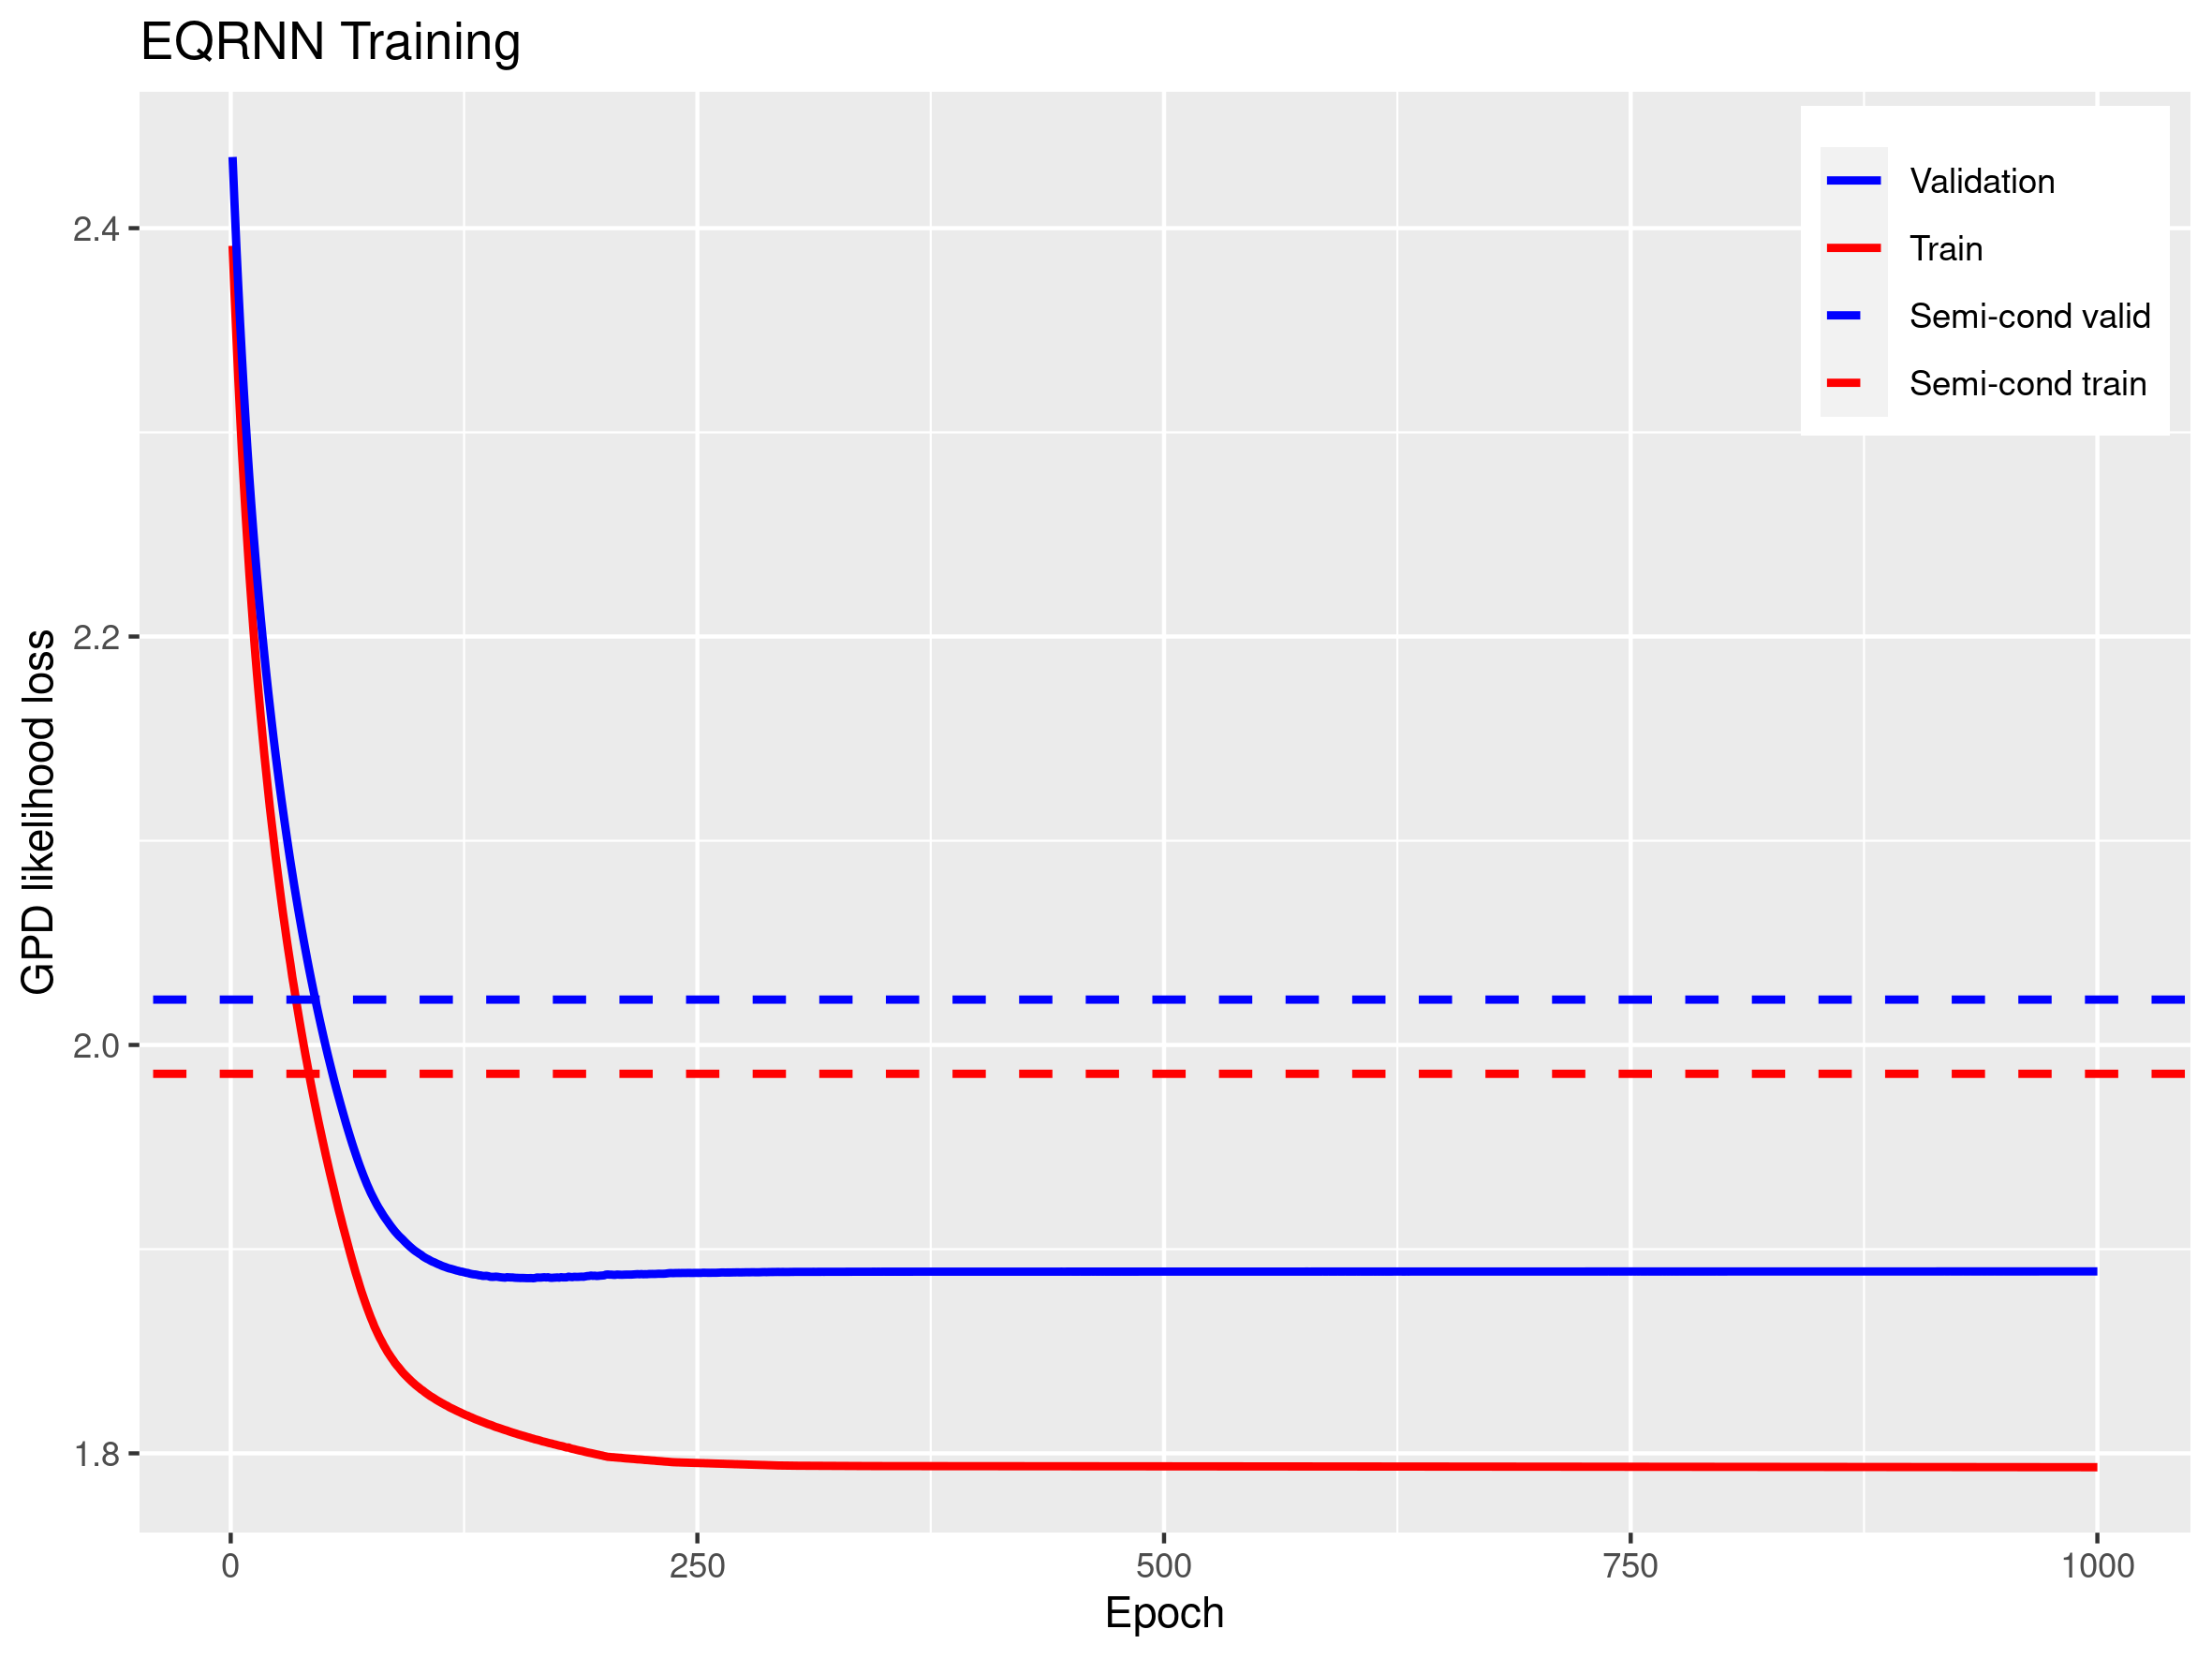 EQRNN Training
Validation
Train
Semi-cond valid
Semi-cond train
GPD likelihood loss
2.4
2.2
2.0
1.8
0 250 500 750 1000
Epoch